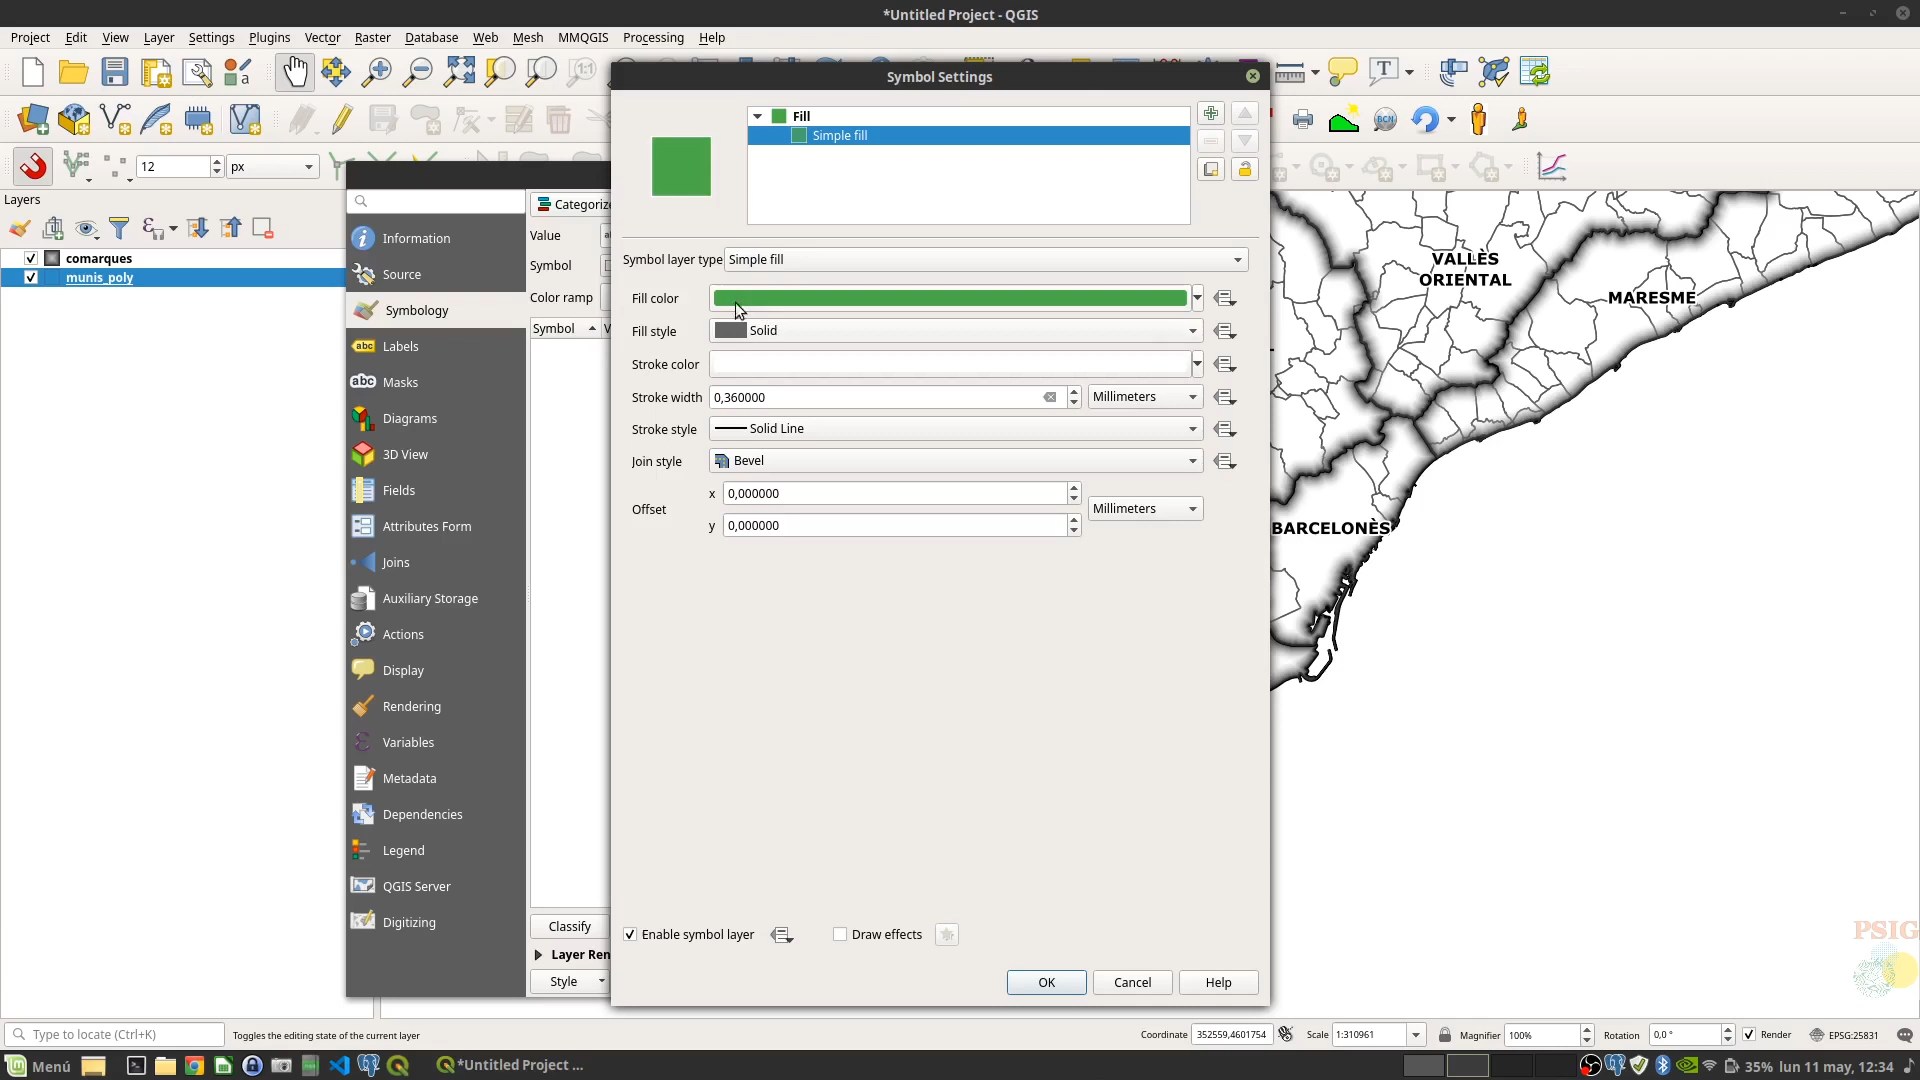 *Untitled Project - QGIS
Project Edit View Layer Settings Plugins Vector Raster Database Web Mesh MMQGIS Processing Help
Symbol Settings
Fill
Simple fill
12 px
Layers
comarques
munis_poly
Information
Source
Symbology
Labels
Masks
Diagrams
3D View
Fields
Attributes Form
Joins
Auxiliary Storage
Actions
Display
Rendering
Variables
Metadata
Dependencies
Legend
QGIS Server
Digitizing
Value
Symbol
Color ramp
Symbol
Classify
Layer Ren
Style
Symbol layer type Simple fill
Fill color
Fill style Solid
Stroke color
Stroke width 0,360000 Millimeters
Stroke style Solid Line
Join style Bevel
Offset x 0,000000 Millimeters
y 0,000000
Enable symbol layer Draw effects
OK Cancel Help
VALLÈS
ORIENTAL
MARESME
BARCELONÈS
PSIG
Type to locate (Ctrl+K) Toggles the editing state of the current layer Coordinate 352559,4601754 Scale 1:310961 Magnifier 100% Rotation 0,0 ° Render EPSG:25831
Menú *Untitled Project ... 35% lun 11 may, 12:34